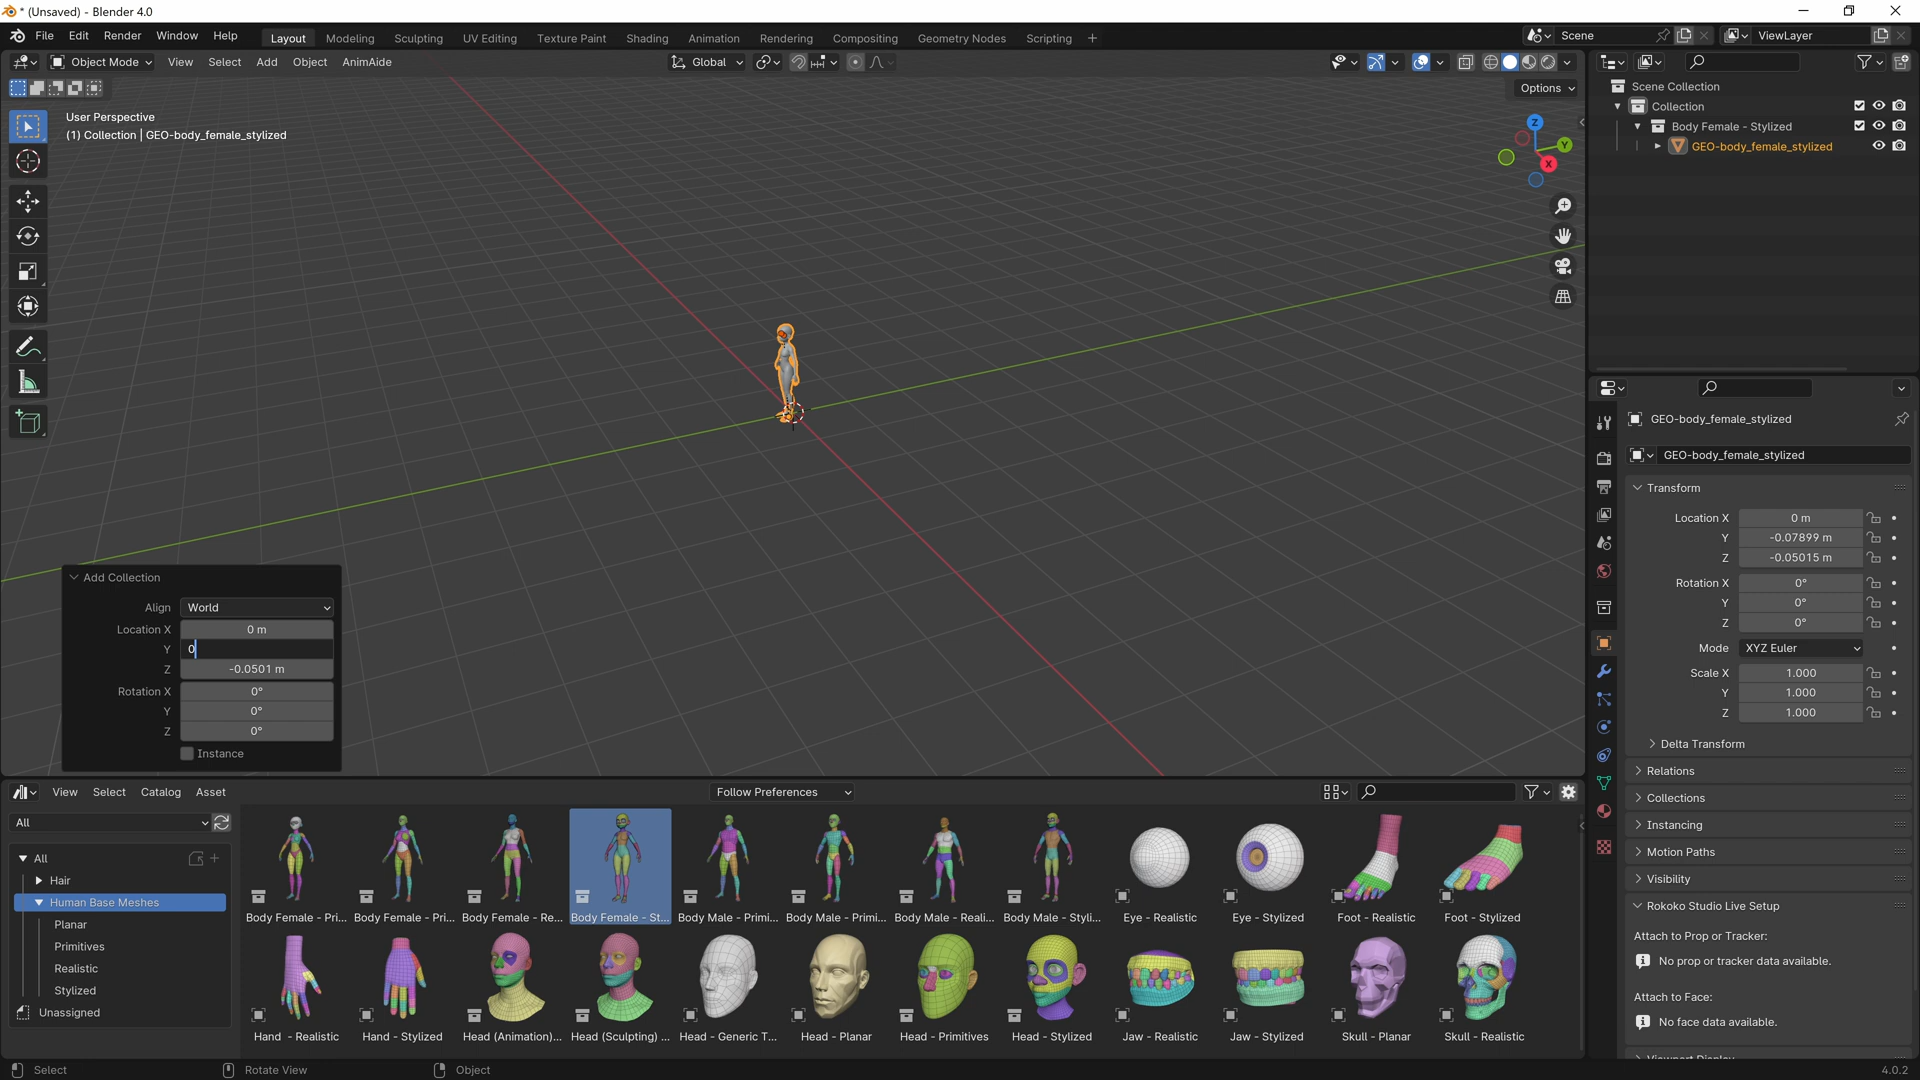 * (Unsaved) - Blender 4.0
File Edit Render Window Help
Layout Modeling Sculpting UV Editing Texture Paint Shading Animation Rendering Compositing Geometry Nodes Scripting +
Scene
ViewLayer
Object Mode View Select Add Object AnimAide
Global
Options
User Perspective
(1) Collection | GEO-body_female_stylized
Z
Y
X
Scene Collection
Collection
Body Female - Stylized
GEO-body_female_stylized
GEO-body_female_stylized
GEO-body_female_stylized
Transform
Location X 0 m
Y -0.07899 m
Z -0.05015 m
Rotation X 0°
Y 0°
Z 0°
Mode XYZ Euler
Scale X 1.000
Y 1.000
Z 1.000
Delta Transform
Relations
Collections
Instancing
Motion Paths
Visibility
Rokoko Studio Live Setup
Attach to Prop or Tracker:
No prop or tracker data available.
Attach to Face:
No face data available.
Viewport Display
Add Collection
Align World
Location X 0 m
Y 0
Z -0.0501 m
Rotation X 0°
Y 0°
Z 0°
Instance
View Select Catalog Asset
Follow Preferences
All
All
Hair
Human Base Meshes
Planar
Primitives
Realistic
Stylized
Unassigned
Body Female - Pri... Body Female - Pri... Body Female - Re... Body Female - St... Body Male - Primi... Body Male - Primi... Body Male - Reali... Body Male - Styli... Eye - Realistic Eye - Stylized Foot - Realistic Foot - Stylized
Hand - Realistic Hand - Stylized Head (Animation)... Head (Sculpting) ... Head - Generic T... Head - Planar Head - Primitives Head - Stylized Jaw - Realistic Jaw - Stylized Skull - Planar Skull - Realistic
Select Rotate View Object
4.0.2